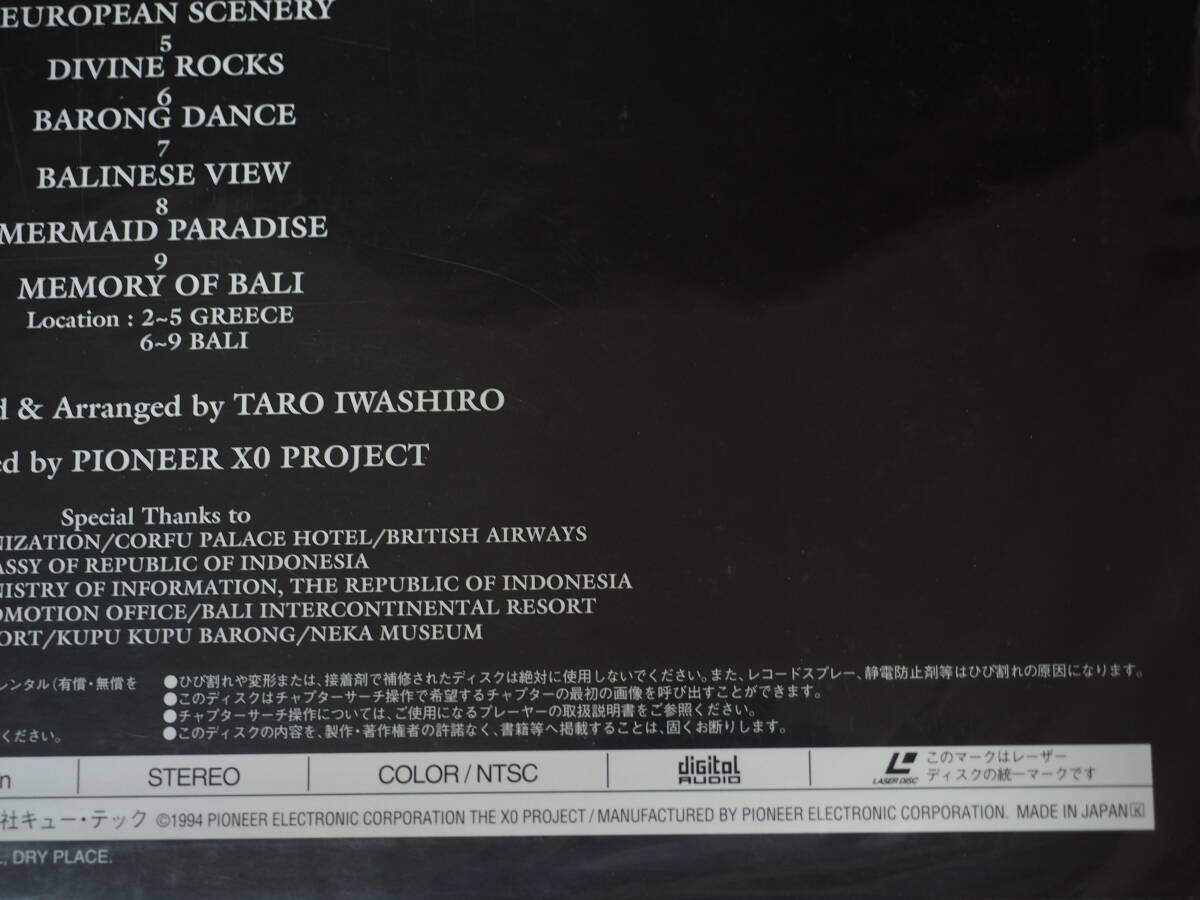 EUROPEAN SCENERY
5
DIVINE ROCKS
6
BARONG DANCE
7
BALINESE VIEW
8
MERMAID PARADISE
9
MEMORY OF BALI
Location : 2~5 GREECE
6~9 BALI
& Arranged by TARO IWASHIRO
by PIONEER X0 PROJECT
Special Thanks to
NIZATION/CORFU PALACE HOTEL/BRITISH AIRWAYS
ASSY OF REPUBLIC OF INDONESIA
NISTRY OF INFORMATION, THE REPUBLIC OF INDONESIA
OMOTION OFFICE/BALI INTERCONTINENTAL RESORT
ORT/KUPU KUPU BARONG/NEKA MUSEUM
レンタル(有償・無償を
ください。
●ひび割れや変形または、接着剤で補修されたディスクは絶対に使用しないでください。また、レコードスプレー、静電防止剤等はひび割れの原因になります。
●このディスクはチャプターサーチ操作で希望するチャプターの最初の画像を呼び出すことができます。
●チャプターサーチ操作については、ご使用になるプレーヤーの取扱説明書をご参照ください。
●このディスクの内容を、製作・著作権者の許諾なく、書籍等へ掲載することは、固くお断りします。
n STEREO COLOR/NTSC digital AUDIO LASER DISC このマークはレーザーディスクの統一マークです
社キュー・テック ©1994 PIONEER ELECTRONIC CORPORATION THE X0 PROJECT/MANUFACTURED BY PIONEER ELECTRONIC CORPORATION. MADE IN JAPAN K
, DRY PLACE.